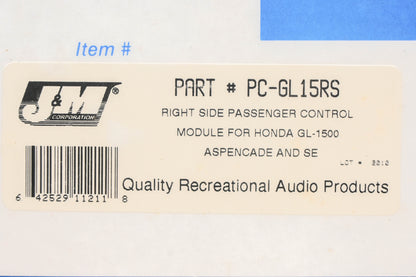 Item #
J&M®
CORPORATION
PART # PC-GL15RS
RIGHT SIDE PASSENGER CONTROL
MODULE FOR HONDA GL-1500
ASPENCADE AND SE
LOT #
6 42529 11211 8
Quality Recreational Audio Products